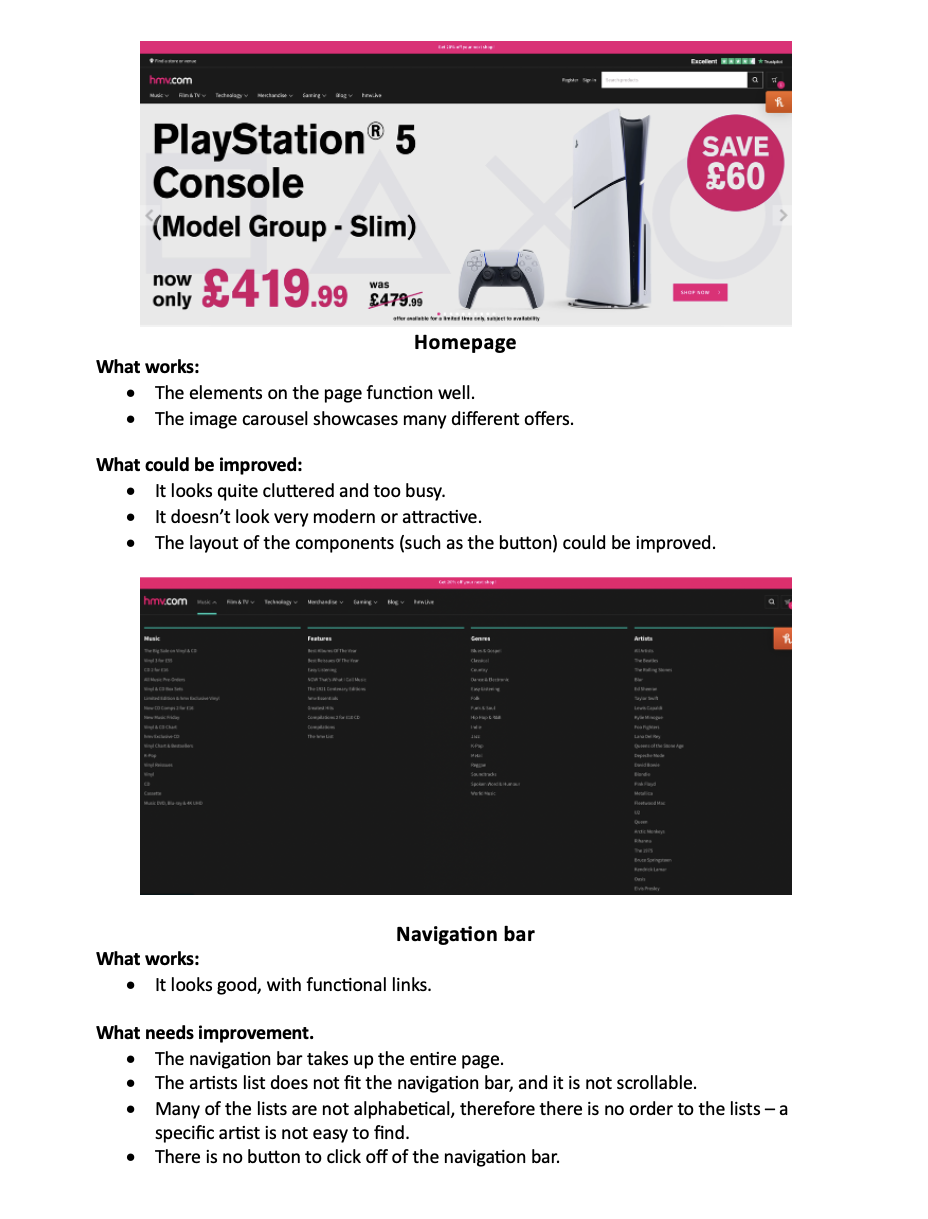 Get 20% off your next shop!
Find a store or venue
Excellent Trustpilot
hmv.com
Register Sign in Search products
Music Film & TV Technology Merchandise Gaming Blog hmvLive
PlayStation® 5
Console
(Model Group - Slim)
SAVE
£60
now
only £419.99
was
£479.99
SHOP NOW
offer available for a limited time only, subject to availability
Homepage
What works:
• The elements on the page function well.
• The image carousel showcases many different offers.
What could be improved:
• It looks quite cluttered and too busy.
• It doesn’t look very modern or attractive.
• The layout of the components (such as the button) could be improved.
Get 20% off your next shop!
hmv.com Music Film & TV Technology Merchandise Gaming Blog hmvLive
Music
The Big Sale on Vinyl & CD
Vinyl 2 for
CD 2 for
All Music Pre-Orders
Vinyl & CD Box Sets
Limited Edition & hmv Exclusive Vinyl
New CD Comps 2 for
New Music Friday
Vinyl & CD Chart
hmv Exclusive CD
Vinyl Chart & Bestsellers
K-Pop
Vinyl Reissues
Vinyl
CD
Cassette
Music DVD, Blu-ray & 4K UHD
Features
Best Albums Of The Year
Best Reissues Of The Year
Easy Listening
NOW That's What I Call Music
The 1921 Centenary Editions
hmv Essentials
Greatest Hits
Compilations 2 for £10 CD
Compilations
The hmv List
Genres
Blues & Gospel
Classical
Country
Dance & Electronic
Easy Listening
Folk
Funk & Soul
Hip Hop & R&B
Indie
Jazz
K-Pop
Metal
Reggae
Soundtracks
Spoken Word & Humour
World Music
Artists
All Artists
The Beatles
The Rolling Stones
Blur
Ed Sheeran
Taylor Swift
Lewis Capaldi
Kylie Minogue
Foo Fighters
Lana Del Rey
Queens of the Stone Age
Depeche Mode
David Bowie
Blondie
Pink Floyd
Metallica
Fleetwood Mac
U2
Queen
Arctic Monkeys
Rihanna
The 1975
Bruce Springsteen
Kendrick Lamar
Oasis
Elvis Presley
Navigation bar
What works:
• It looks good, with functional links.
What needs improvement.
• The navigation bar takes up the entire page.
• The artists list does not fit the navigation bar, and it is not scrollable.
• Many of the lists are not alphabetical, therefore there is no order to the lists – a
specific artist is not easy to find.
• There is no button to click off of the navigation bar.